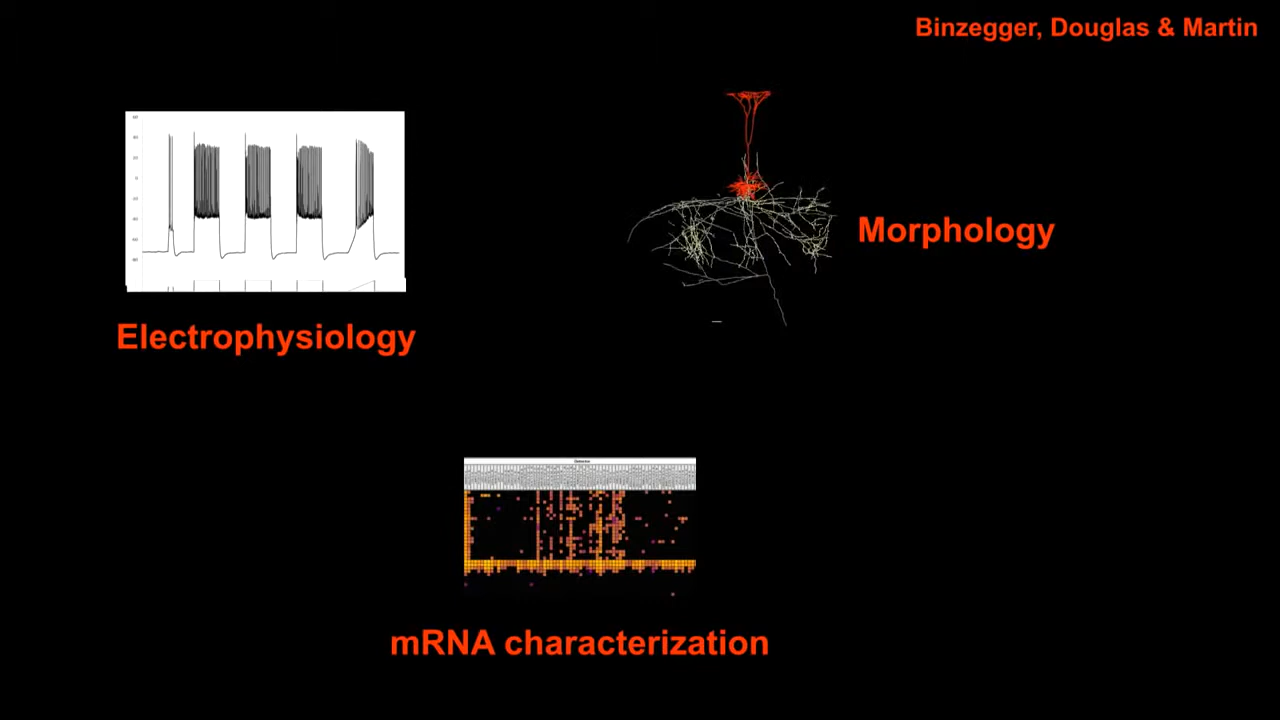 Binzegger, Douglas & Martin
Morphology
Electrophysiology
mRNA characterization